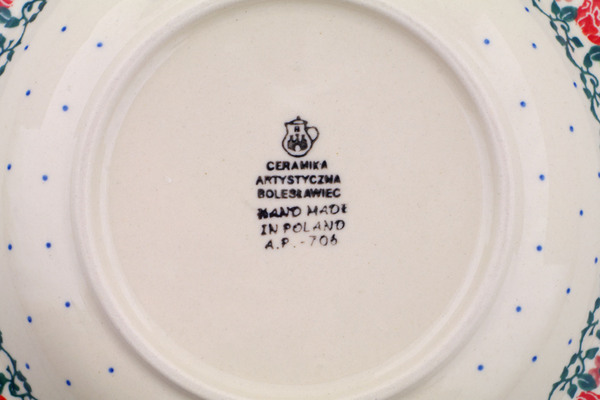 CERAMIKA
ARTYSTYCZNA
BOLESŁAWIEC
HAND MADE
IN POLAND
A.P.-706